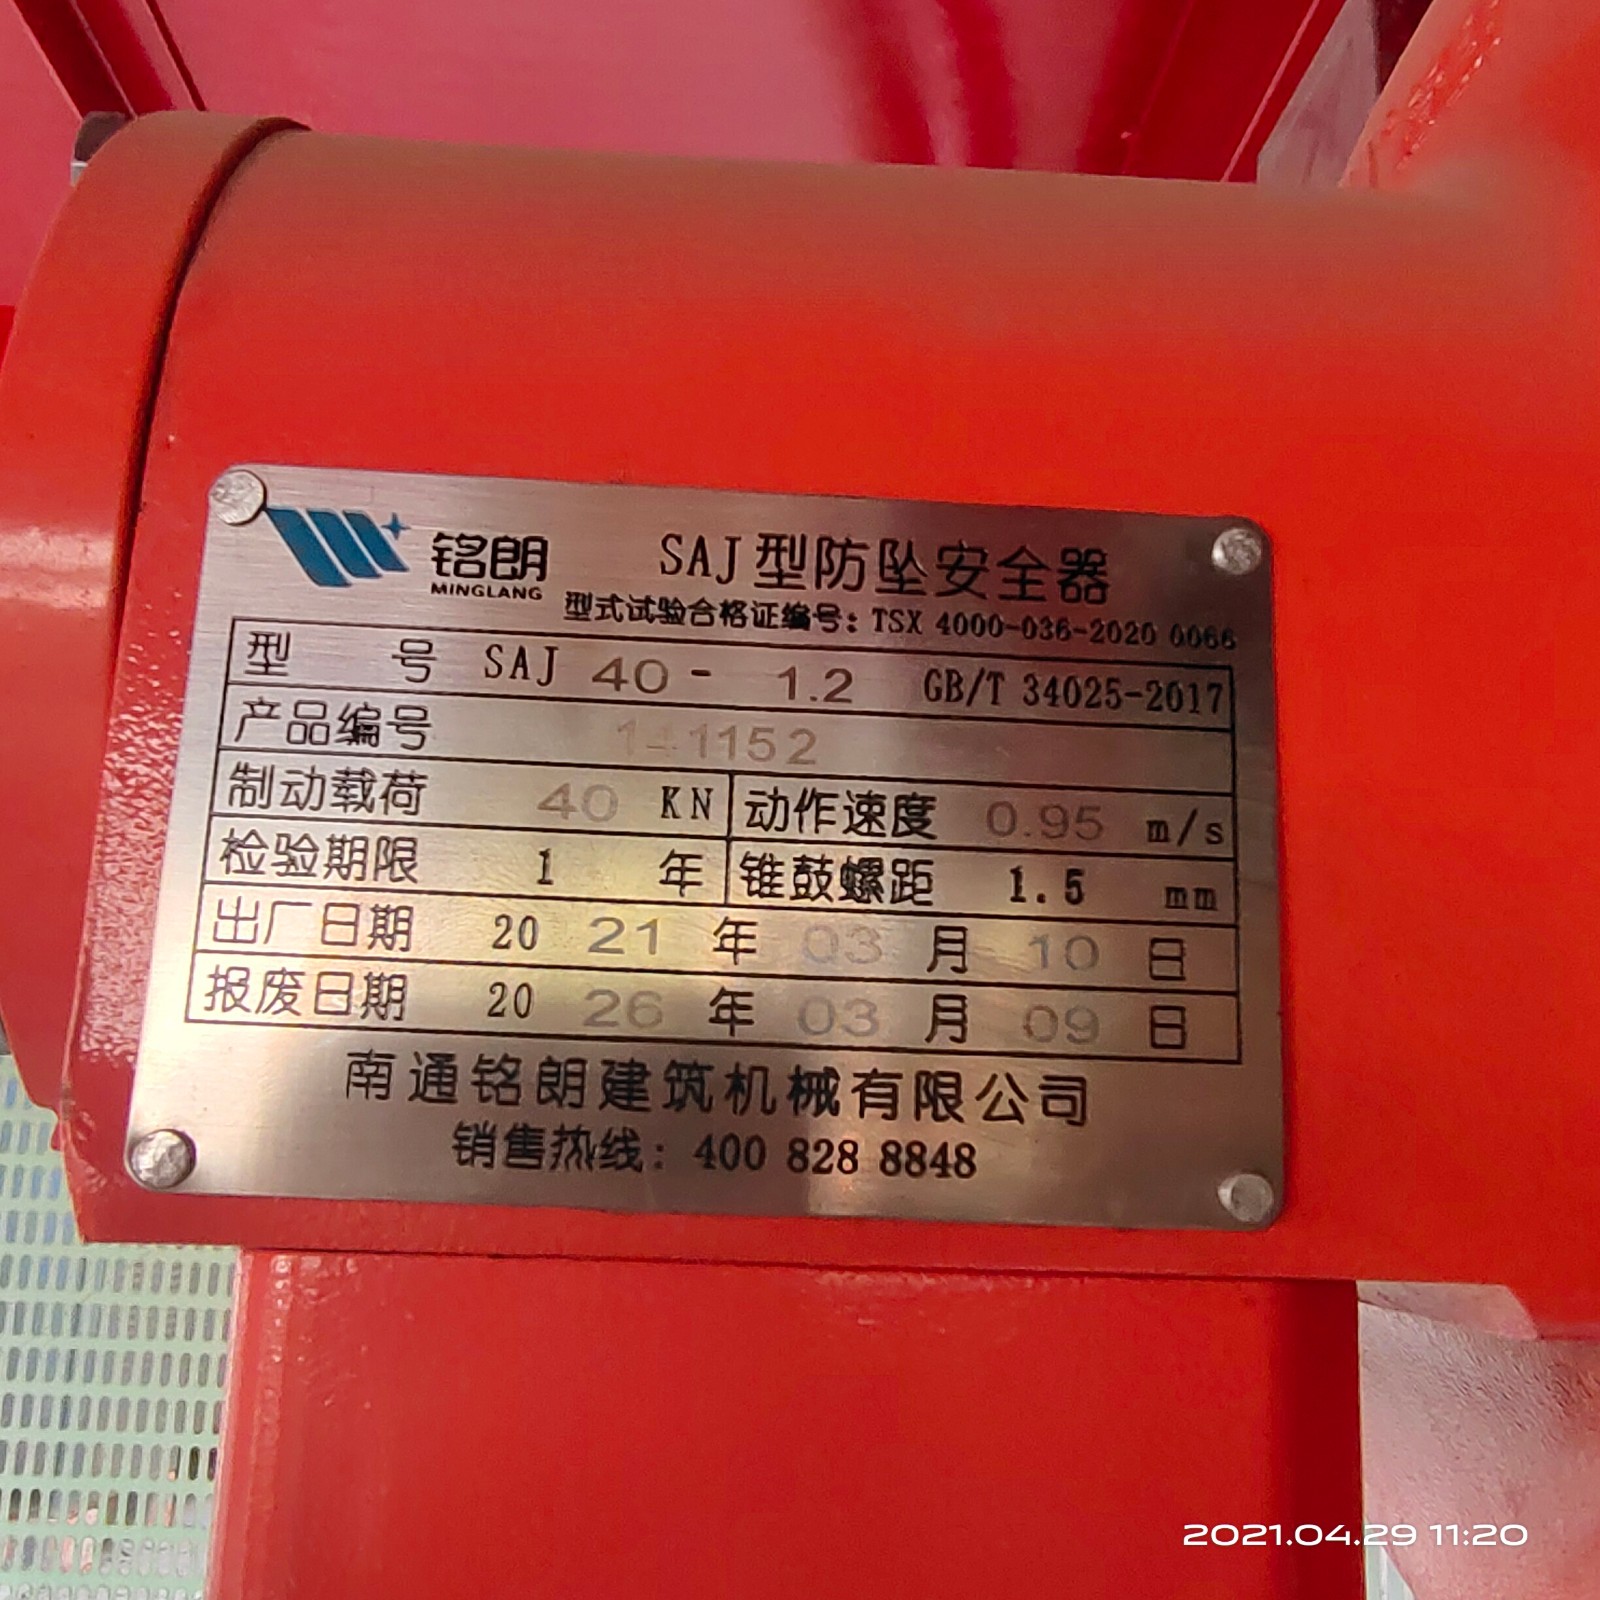 铭朗
MINGLANG
SAJ型防坠安全器
型式试验合格证编号：TSX 4000-036-2020 0066
型 号 SAJ 40 - 1.2 GB/T 34025-2017
产品编号 141152
制动载荷 40 KN 动作速度 0.95 m/s
检验期限 1 年 锥鼓螺距 1.5 mm
出厂日期 20 21 年 03 月 10 日
报废日期 20 26 年 03 月 09 日
南通铭朗建筑机械有限公司
销售热线：400 828 8848
2021.04.29 11:20